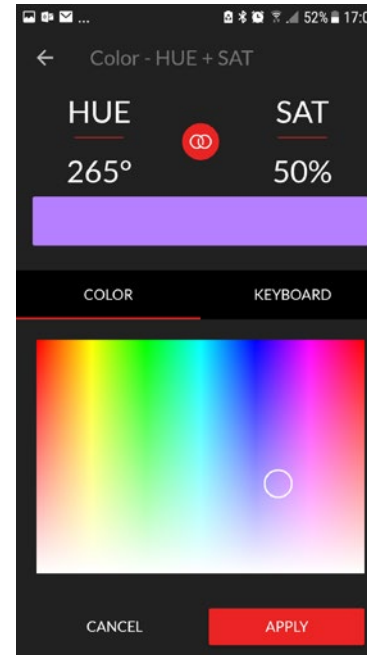 ... 52% 17:0
Color - HUE + SAT
HUE SAT
265° 50%
COLOR KEYBOARD
CANCEL APPLY